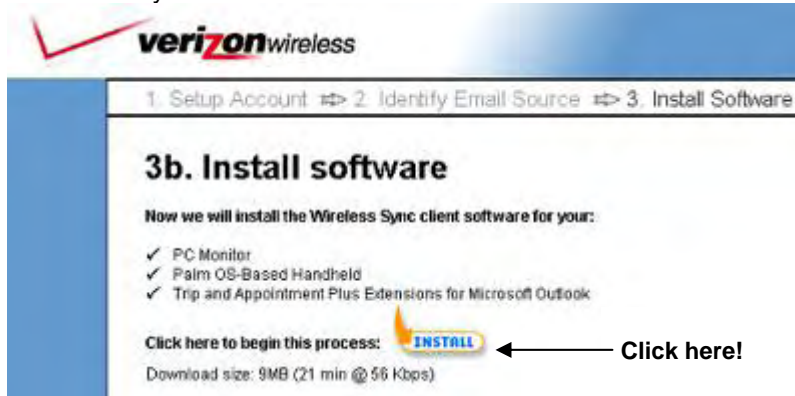 verizonwireless
1. Setup Account ⇨ 2. Identify Email Source ⇨ 3. Install Software
3b. Install software
Now we will install the Wireless Sync client software for your:
✓ PC Monitor
✓ Palm OS-Based Handheld
✓ Trip and Appointment Plus Extensions for Microsoft Outlook
Click here to begin this process: INSTALL Click here!
Download size: 9MB (21 min @ 56 Kbps)